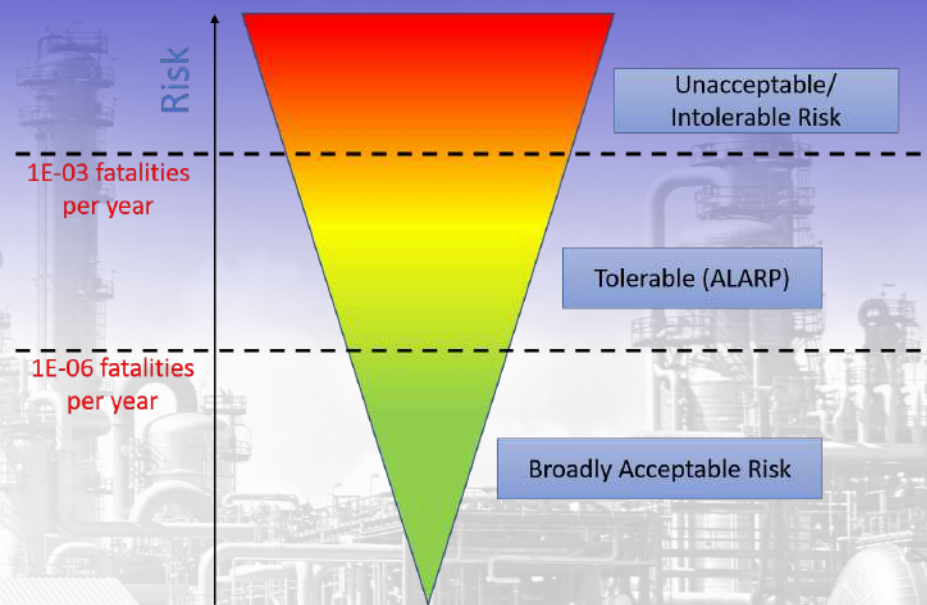 Risk
Unacceptable/
Intolerable Risk
1E-03 fatalities
per year
Tolerable (ALARP)
1E-06 fatalities
per year
Broadly Acceptable Risk